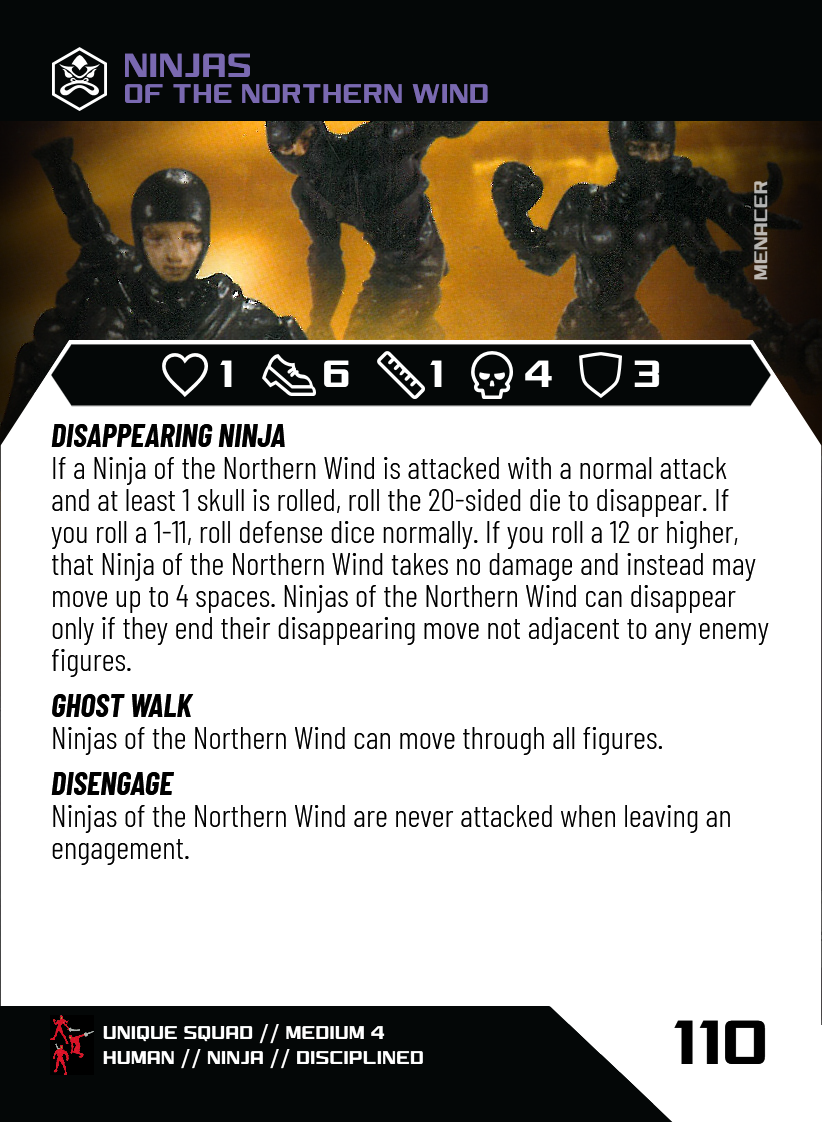 NINJAS
OF THE NORTHERN WIND
MENACER
1 6 1 4 3
DISAPPEARING NINJA
If a Ninja of the Northern Wind is attacked with a normal attack
and at least 1 skull is rolled, roll the 20-sided die to disappear. If
you roll a 1-11, roll defense dice normally. If you roll a 12 or higher,
that Ninja of the Northern Wind takes no damage and instead may
move up to 4 spaces. Ninjas of the Northern Wind can disappear
only if they end their disappearing move not adjacent to any enemy
figures.
GHOST WALK
Ninjas of the Northern Wind can move through all figures.
DISENGAGE
Ninjas of the Northern Wind are never attacked when leaving an
engagement.
UNIQUE SQUAD // MEDIUM 4
HUMAN // NINJA // DISCIPLINED
110